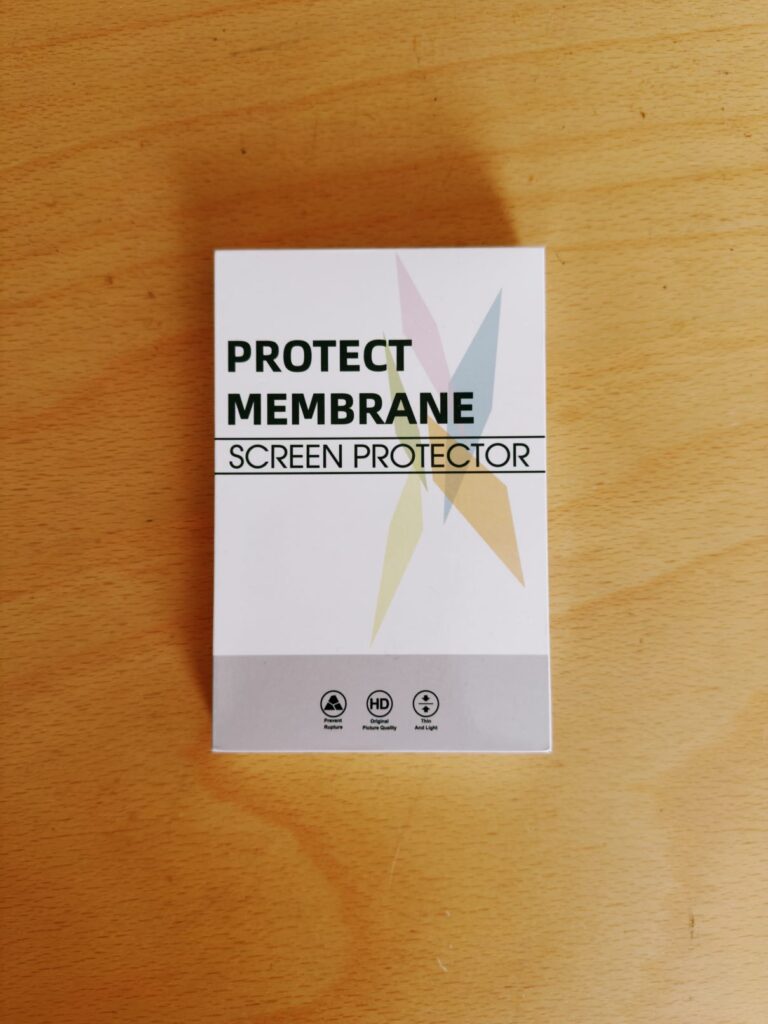 PROTECT
MEMBRANE
SCREEN PROTECTOR
HD
Prevent
Rupture
Original
Picture Quality
Thin
And Light